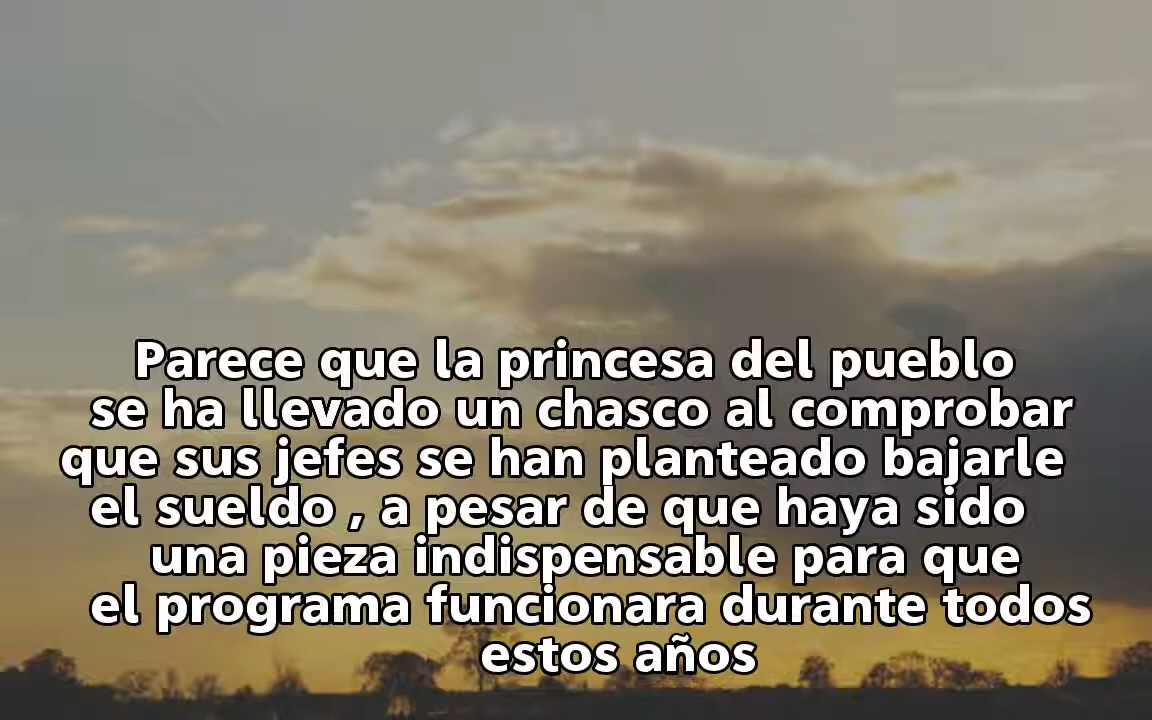 Parece que la princesa del pueblo
se ha llevado un chasco al comprobar
que sus jefes se han planteado bajarle
el sueldo , a pesar de que haya sido
una pieza indispensable para que
el programa funcionara durante todos
estos años